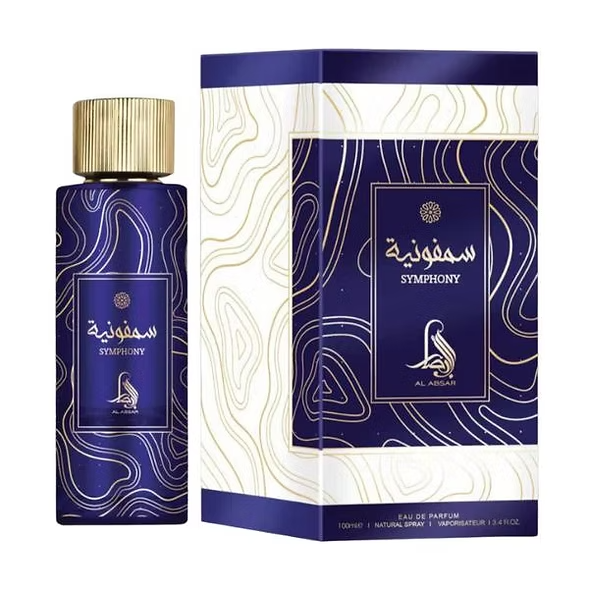 سمفونية
SYMPHONY
AL ABSAR
سمفونية
SYMPHONY
الأبصار
AL ABSAR
EAU DE PARFUM
100ml℮ | NATURAL SPRAY | VAPORISATEUR | 3.4 FL.OZ.